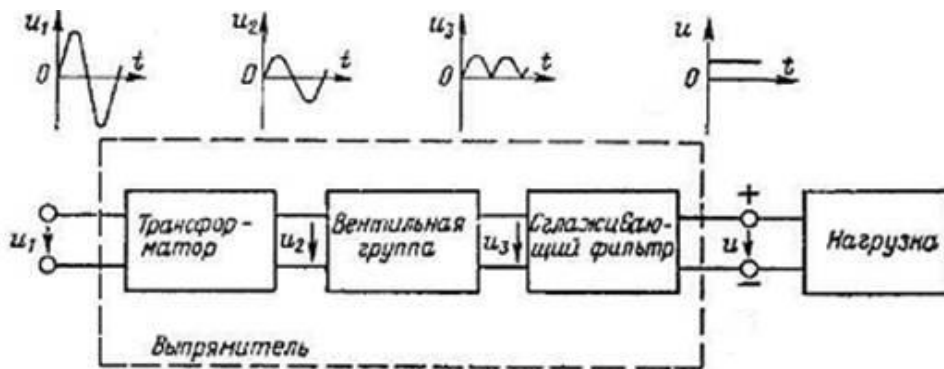 u₁ u₂ u₃ u
0 t 0 t 0 t 0 t
Трансфор-
матор
Вентильная
группа
Сглаживаю-
щий фильтр
Нагрузка
+
u₁ u₂ u₃ u
−
Выпрямитель